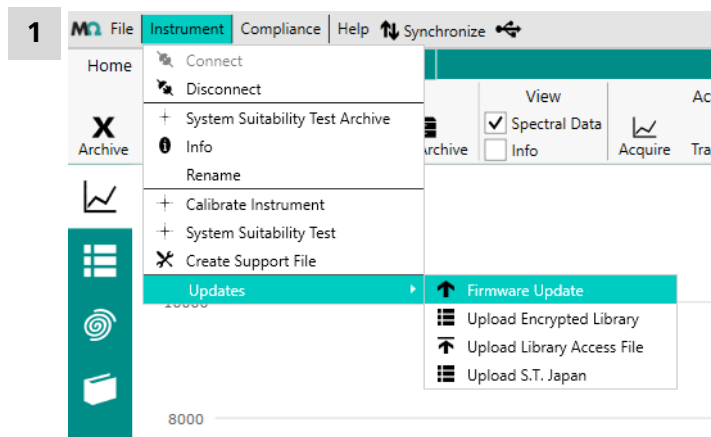 1
MΩ File Instrument Compliance Help Synchronize
Home
Connect
Disconnect
View
System Suitability Test Archive
Spectral Data
Archive
Info
rchive
Info
Acquire
Rename
Calibrate Instrument
System Suitability Test
Create Support File
Updates
Firmware Update
Upload Encrypted Library
Upload Library Access File
Upload S.T. Japan
8000